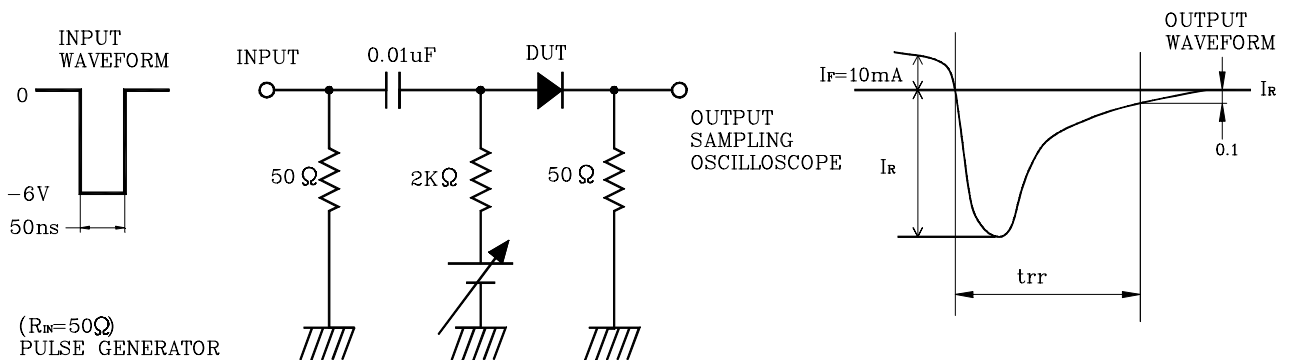 INPUT
WAVEFORM
0
-6V
50ns
(RIN=50Ω)
PULSE GENERATOR
INPUT
0.01uF
DUT
50Ω
2KΩ
50Ω
OUTPUT
SAMPLING
OSCILLOSCOPE
OUTPUT
WAVEFORM
IF=10mA
IR
IR
0.1
trr